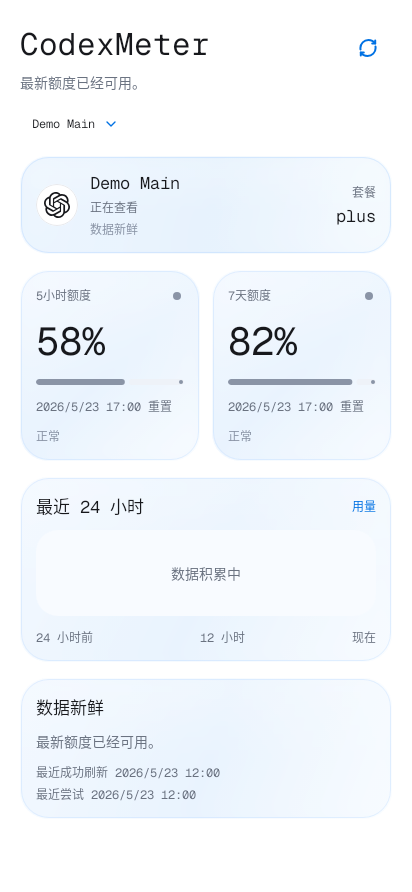 CodexMeter
最新额度已经可用。
Demo Main
Demo Main
正在查看
数据新鲜
套餐
plus
5小时额度
58%
2026/5/23 17:00 重置
正常
7天额度
82%
2026/5/23 17:00 重置
正常
最近 24 小时
用量
数据积累中
24 小时前
12 小时
现在
数据新鲜
最新额度已经可用。
最近成功刷新 2026/5/23 12:00
最近尝试 2026/5/23 12:00